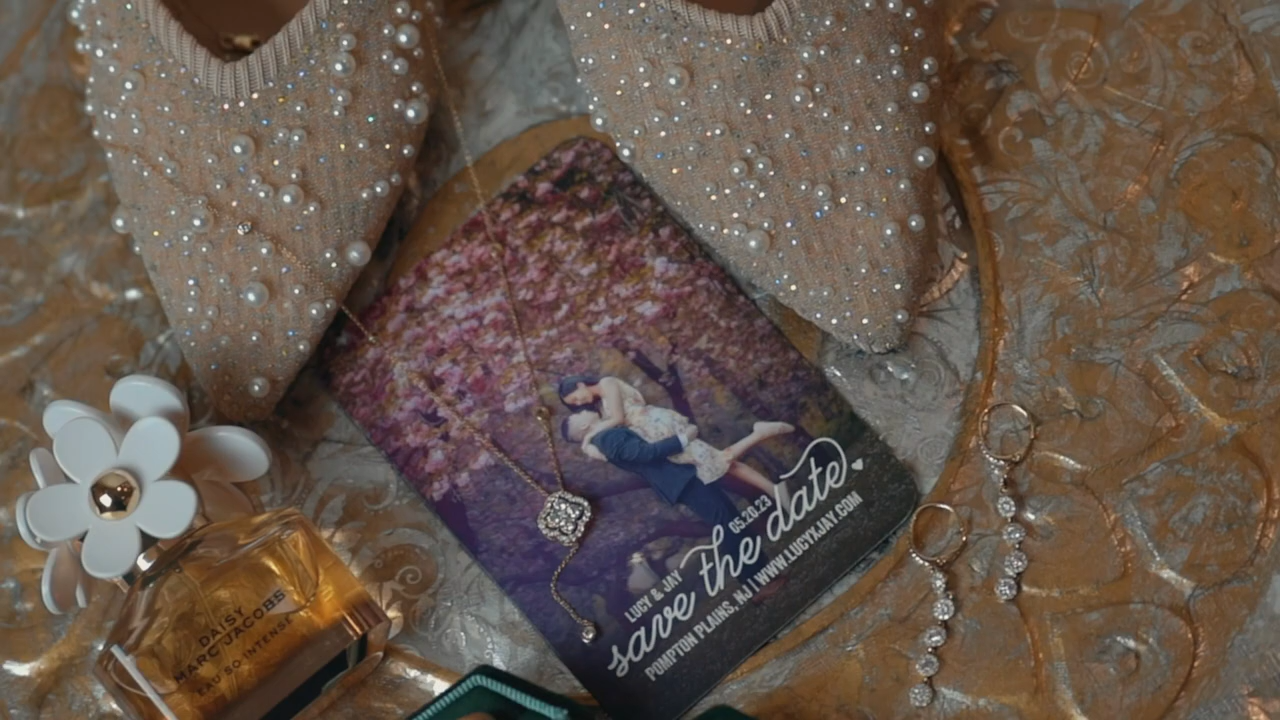 05.20.23
LUCY & JAY
save the date
POMPTON PLAINS, NJ | WWW.LUCYXJAY.COM
DAISY
MARC JACOBS
EAU SO INTENSE